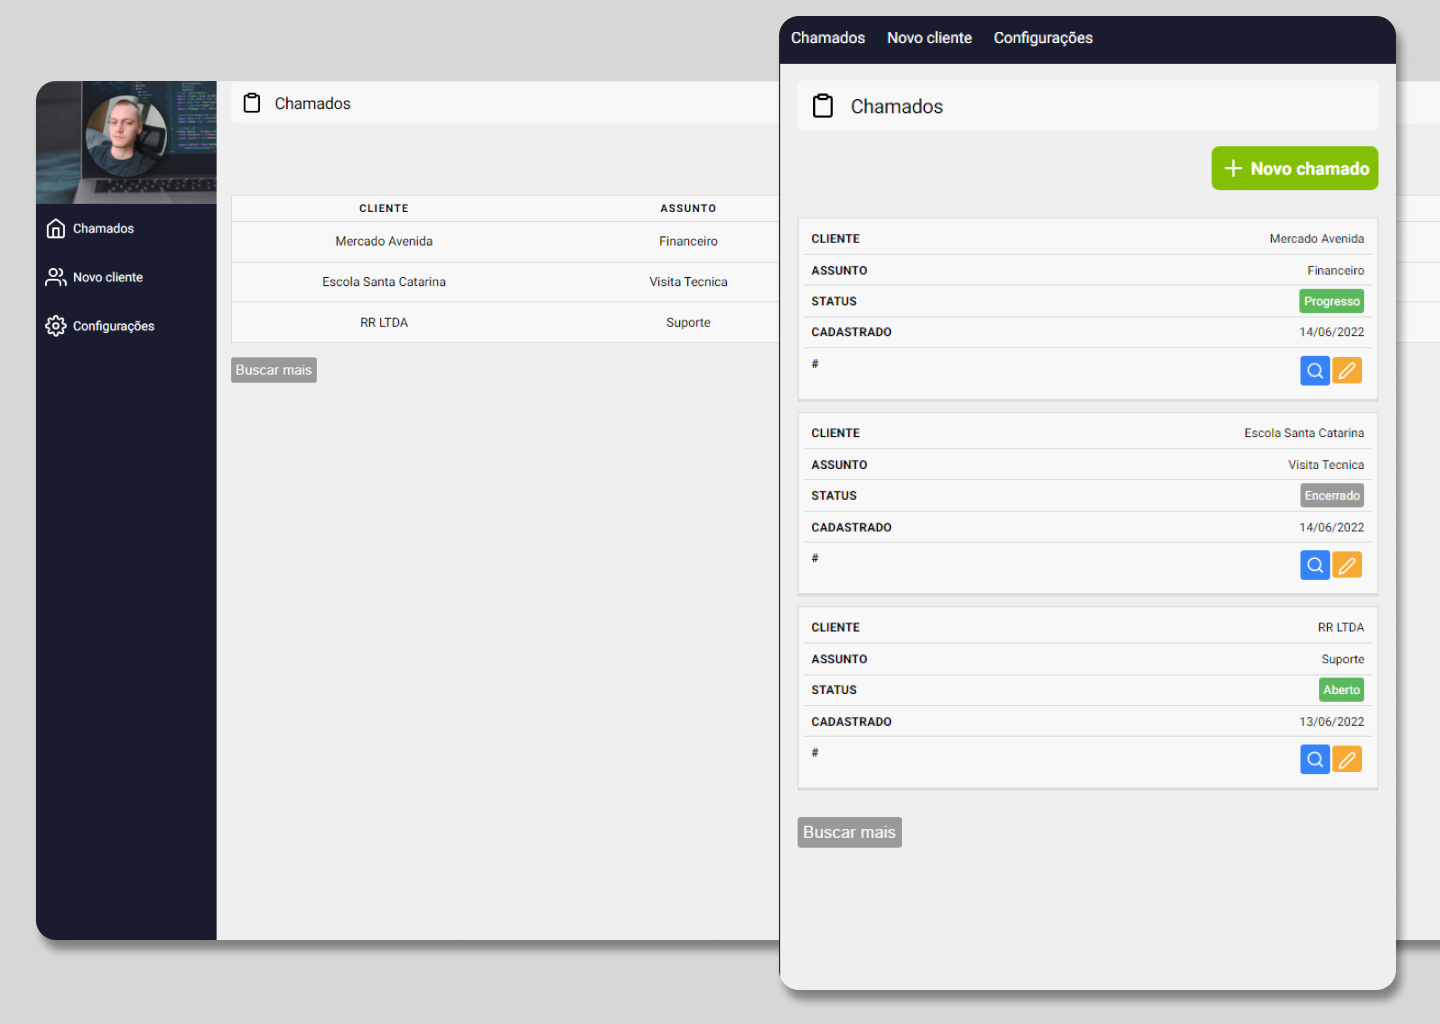 Chamados
Novo cliente
Configurações
Chamados
CLIENTE ASSUNTO
Mercado Avenida Financeiro
Escola Santa Catarina Visita Tecnica
RR LTDA Suporte
Buscar mais
Chamados Novo cliente Configurações
Chamados
Novo chamado
CLIENTE Mercado Avenida
ASSUNTO Financeiro
STATUS Progresso
CADASTRADO 14/06/2022
#
CLIENTE Escola Santa Catarina
ASSUNTO Visita Tecnica
STATUS Encerrado
CADASTRADO 14/06/2022
#
CLIENTE RR LTDA
ASSUNTO Suporte
STATUS Aberto
CADASTRADO 13/06/2022
#
Buscar mais